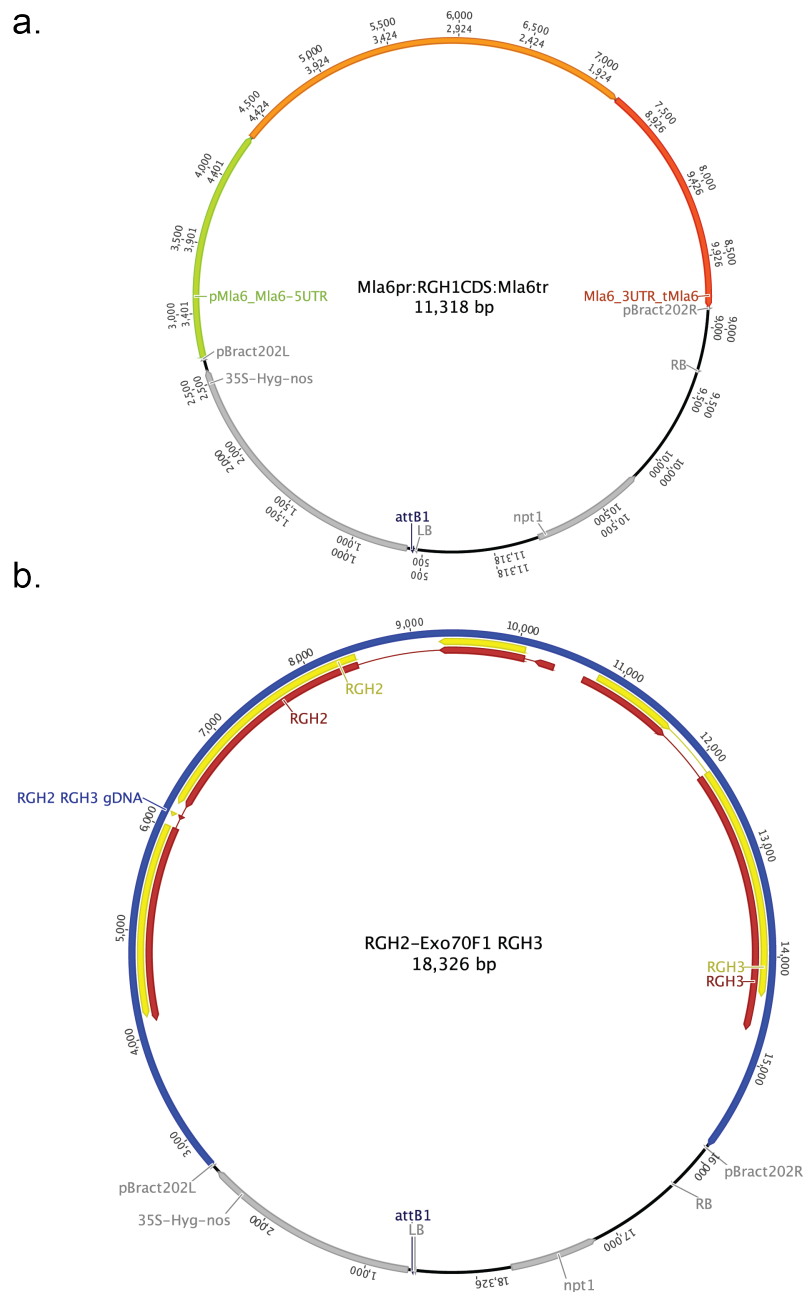 a.
6,000
2,924
5,500
3,424
6,500
2,424
5,000
3,924
7,000
1,924
4,500
4,424
7,500
8,926
4,000
4,401
8,000
9,426
3,500
3,901
8,500
9,926
Mla6pr:RGH1CDS:Mla6tr
11,318 bp
pMla6_Mla6-5UTR
Mla6_3UTR_tMla6
3,000
3,401
pBract202R
9,000
9,000
pBract202L
RB
35S-Hyg-nos
2,500
2,500
9,500
9,500
2,000
2,000
10,000
10,000
1,500
1,500
10,500
10,500
attB1
npt1
LB
1,000
1,000
500
500
11,318
11,318
b.
9,000
10,000
8,000
11,000
RGH2
RGH2
7,000
12,000
RGH2 RGH3 gDNA
6,000
13,000
5,000
RGH2-Exo70F1 RGH3
18,326 bp
14,000
RGH3
RGH3
4,000
15,000
3,000
16,000
pBract202R
pBract202L
RB
35S-Hyg-nos
2,000
attB1
LB
17,000
1,000
18,326
npt1